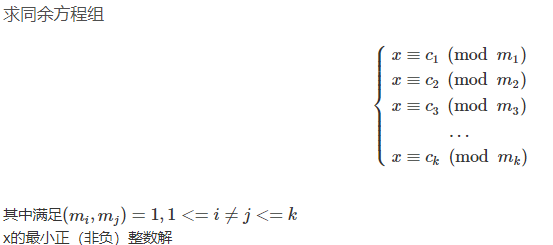 求同余方程组
x ≡ c₁ (mod m₁)
x ≡ c₂ (mod m₂)
x ≡ c₃ (mod m₃)
...
x ≡ cₖ (mod mₖ)
其中满足(mᵢ, mⱼ) = 1, 1 <= i ≠ j <= k
x的最小正（非负）整数解